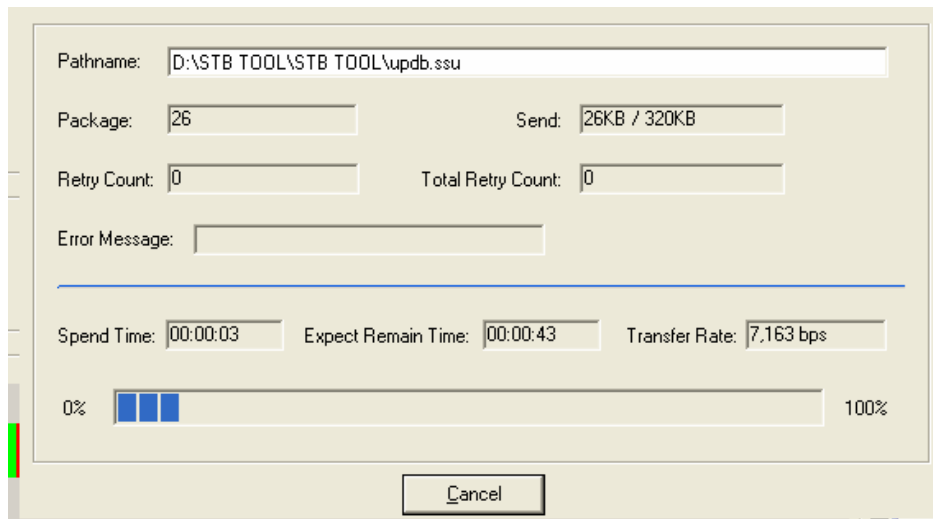 Pathname: D:\STB TOOL\STB TOOL\updb.ssu
Package: 26 Send: 26KB / 320KB
Retry Count: 0 Total Retry Count: 0
Error Message:
Spend Time: 00:00:03 Expect Remain Time: 00:00:43 Transfer Rate: 7,163 bps
0% 100%
Cancel